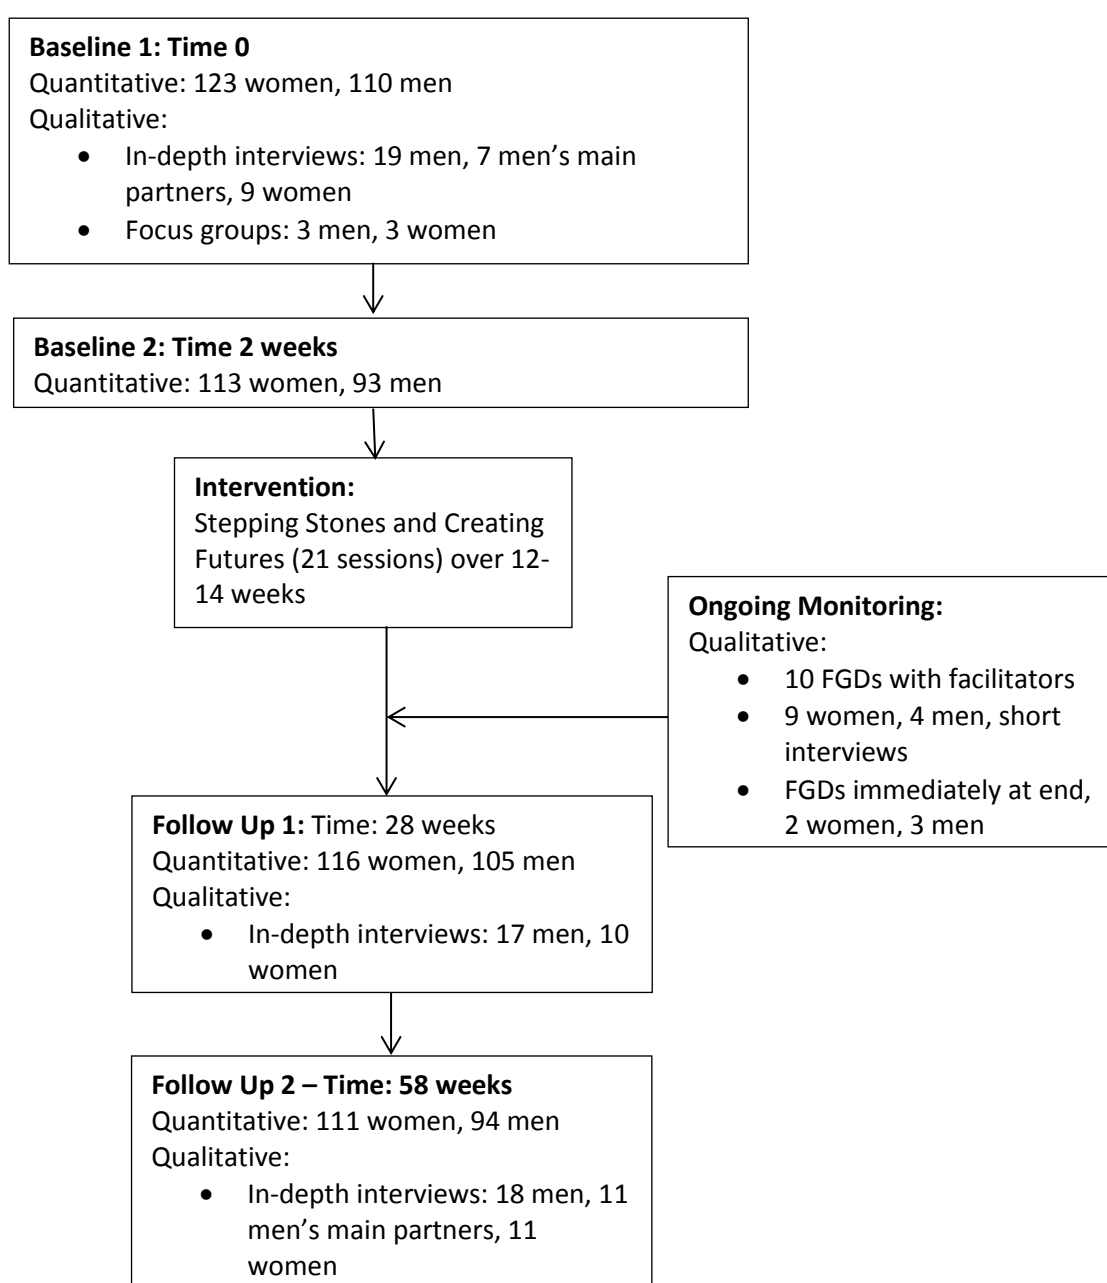 Baseline 1: Time 0
Quantitative: 123 women, 110 men
Qualitative:
• In-depth interviews: 19 men, 7 men’s main
partners, 9 women
• Focus groups: 3 men, 3 women
Baseline 2: Time 2 weeks
Quantitative: 113 women, 93 men
Intervention:
Stepping Stones and Creating
Futures (21 sessions) over 12-
14 weeks
Ongoing Monitoring:
Qualitative:
• 10 FGDs with facilitators
• 9 women, 4 men, short
interviews
• FGDs immediately at end,
2 women, 3 men
Follow Up 1: Time: 28 weeks
Quantitative: 116 women, 105 men
Qualitative:
• In-depth interviews: 17 men, 10
women
Follow Up 2 – Time: 58 weeks
Quantitative: 111 women, 94 men
Qualitative:
• In-depth interviews: 18 men, 11
men’s main partners, 11
women